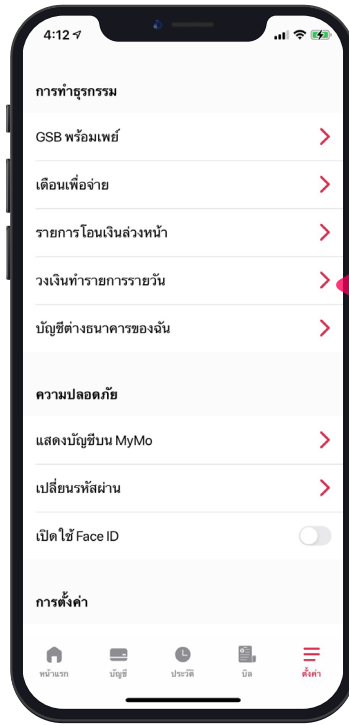 4:12
การทำธุรกรรม
GSB พร้อมเพย์
เตือนเพื่อจ่าย
รายการโอนเงินล่วงหน้า
วงเงินทำรายการรายวัน
บัญชีต่างธนาคารของฉัน
ความปลอดภัย
แสดงบัญชีบน MyMo
เปลี่ยนรหัสผ่าน
เปิดใช้ Face ID
การตั้งค่า
หน้าแรก บัญชี ประวัติ บิล ตั้งค่า